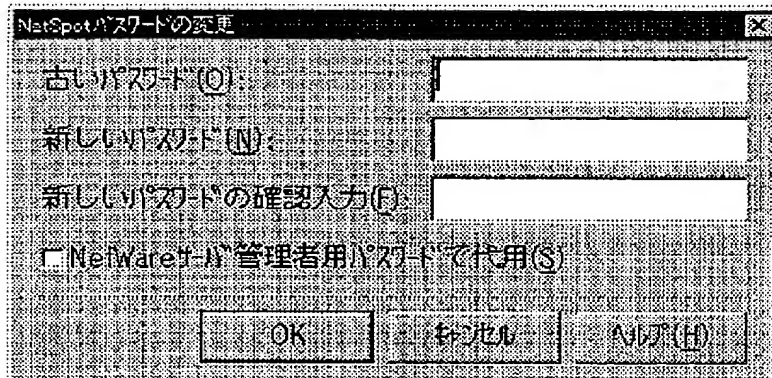 NetSpotパスワードの変更
古いパスワード(O):
新しいパスワード(N):
新しいパスワードの確認入力(F):
NetWareサーバ管理者用パスワードで代用(S)
OK
キャンセル
ヘルプ(H)